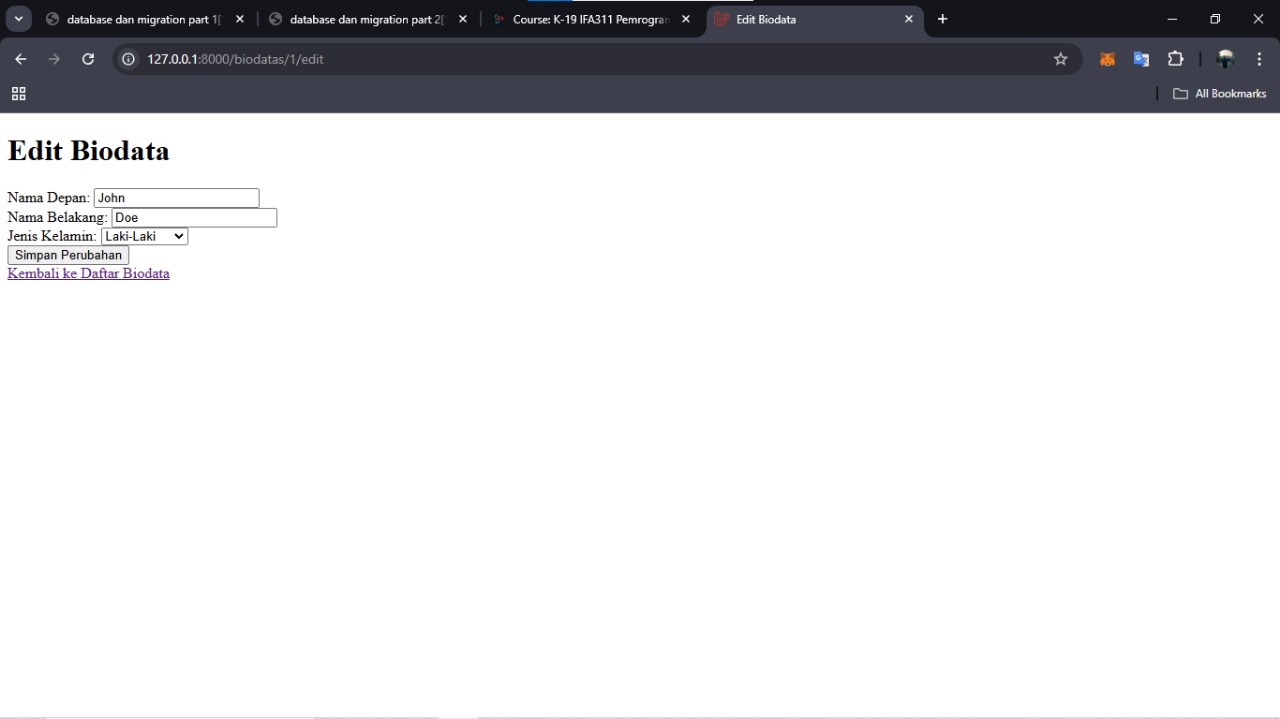 database dan migration part 1[
database dan migration part 2[
Course: K-19 IFA311 Pemrogran
Edit Biodata
127.0.0.1:8000/biodatas/1/edit
All Bookmarks
Edit Biodata
Nama Depan: John
Nama Belakang: Doe
Jenis Kelamin: Laki-Laki
Simpan Perubahan
Kembali ke Daftar Biodata